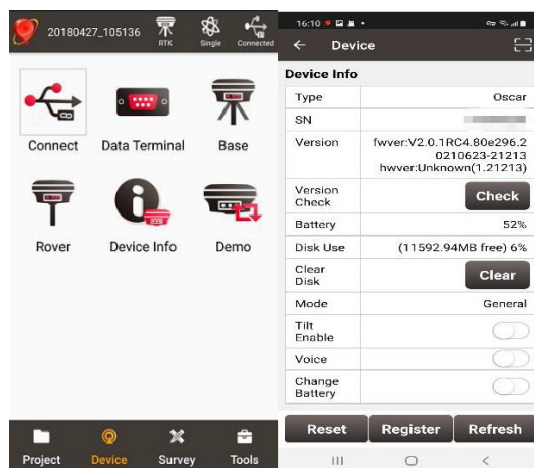 20180427_105136
RTK
Single
Connected
Connect
Data Terminal
Base
Rover
Device Info
Demo
Project
Device
Survey
Tools
16:10
Device
Device Info
Type
Oscar
SN
Version
fwver:V2.0.1RC4.80e296.2
0210623-21213
hwver:Unknown(1.21213)
Version
Check
Check
Battery
52%
Disk Use
(11592.94MB free) 6%
Clear
Disk
Clear
Mode
General
Tilt
Enable
Voice
Change
Battery
Reset
Register
Refresh